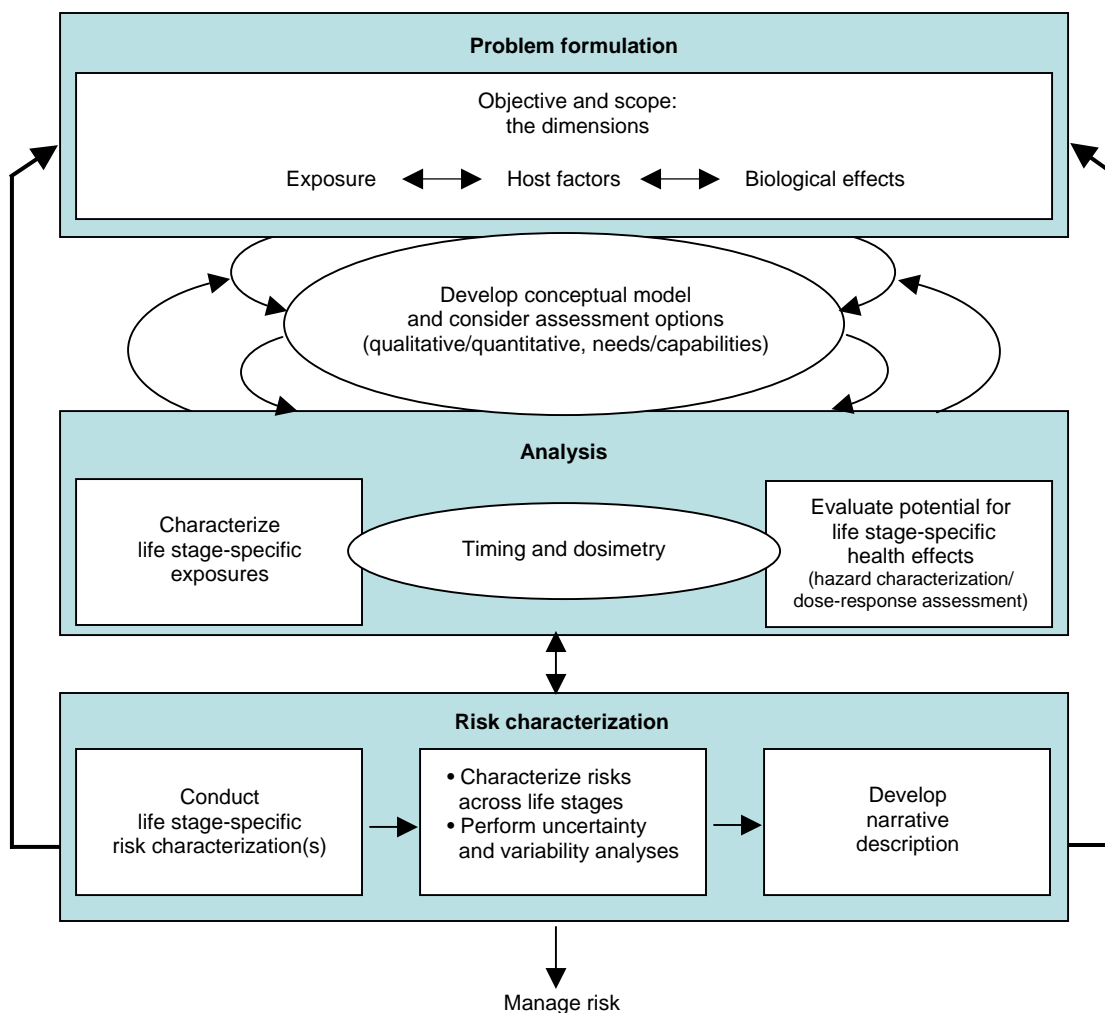 Problem formulation
Objective and scope:
the dimensions
Exposure Host factors Biological effects
Develop conceptual model
and consider assessment options
(qualitative/quantitative, needs/capabilities)
Analysis
Characterize
life stage-specific
exposures
Timing and dosimetry
Evaluate potential for
life stage-specific
health effects
(hazard characterization/
dose-response assessment)
Risk characterization
Conduct
life stage-specific
risk characterization(s)
• Characterize risks
across life stages
• Perform uncertainty
and variability analyses
Develop
narrative
description
Manage risk